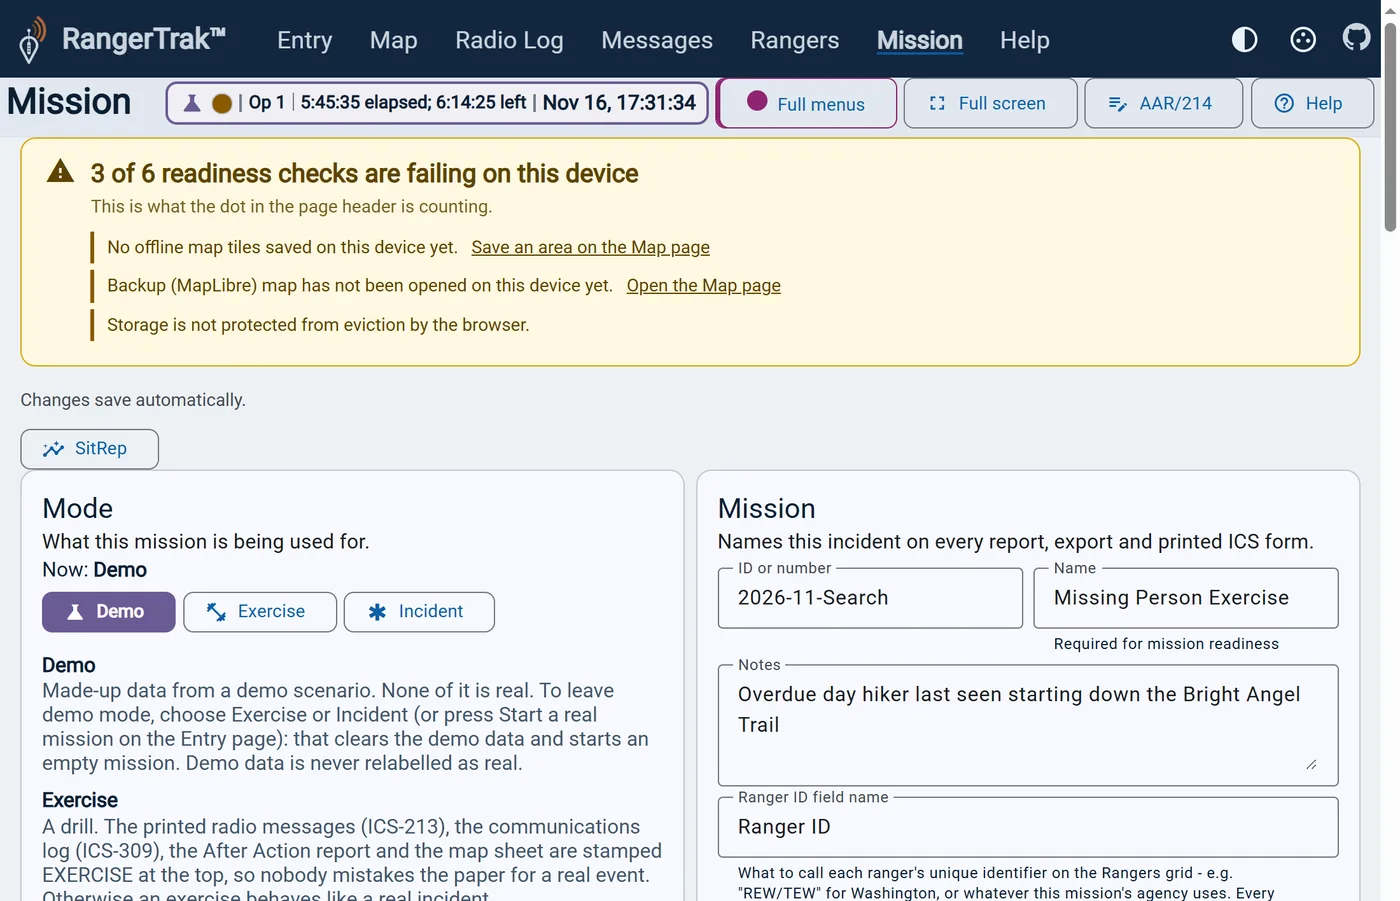 RangerTrak™
Entry
Map
Radio Log
Messages
Rangers
Mission
Help
Mission
| Op 1 | 5:45:35 elapsed; 6:14:25 left | Nov 16, 17:31:34
Full menus
Full screen
AAR/214
Help
3 of 6 readiness checks are failing on this device
This is what the dot in the page header is counting.
No offline map tiles saved on this device yet. Save an area on the Map page
Backup (MapLibre) map has not been opened on this device yet. Open the Map page
Storage is not protected from eviction by the browser.
Changes save automatically.
SitRep
Mode
What this mission is being used for.
Now: Demo
Demo
Exercise
Incident
Demo
Made-up data from a demo scenario. None of it is real. To leave
demo mode, choose Exercise or Incident (or press Start a real
mission on the Entry page): that clears the demo data and starts an
empty mission. Demo data is never relabelled as real.
Exercise
A drill. The printed radio messages (ICS-213), the communications
log (ICS-309), the After Action report and the map sheet are stamped
EXERCISE at the top, so nobody mistakes the paper for a real event.
Otherwise an exercise behaves like a real incident.
Mission
Names this incident on every report, export and printed ICS form.
ID or number
2026-11-Search
Name
Missing Person Exercise
Required for mission readiness
Notes
Overdue day hiker last seen starting down the Bright Angel
Trail
Ranger ID field name
Ranger ID
What to call each ranger's unique identifier on the Rangers grid - e.g.
"REW/TEW" for Washington, or whatever this mission's agency uses. Every